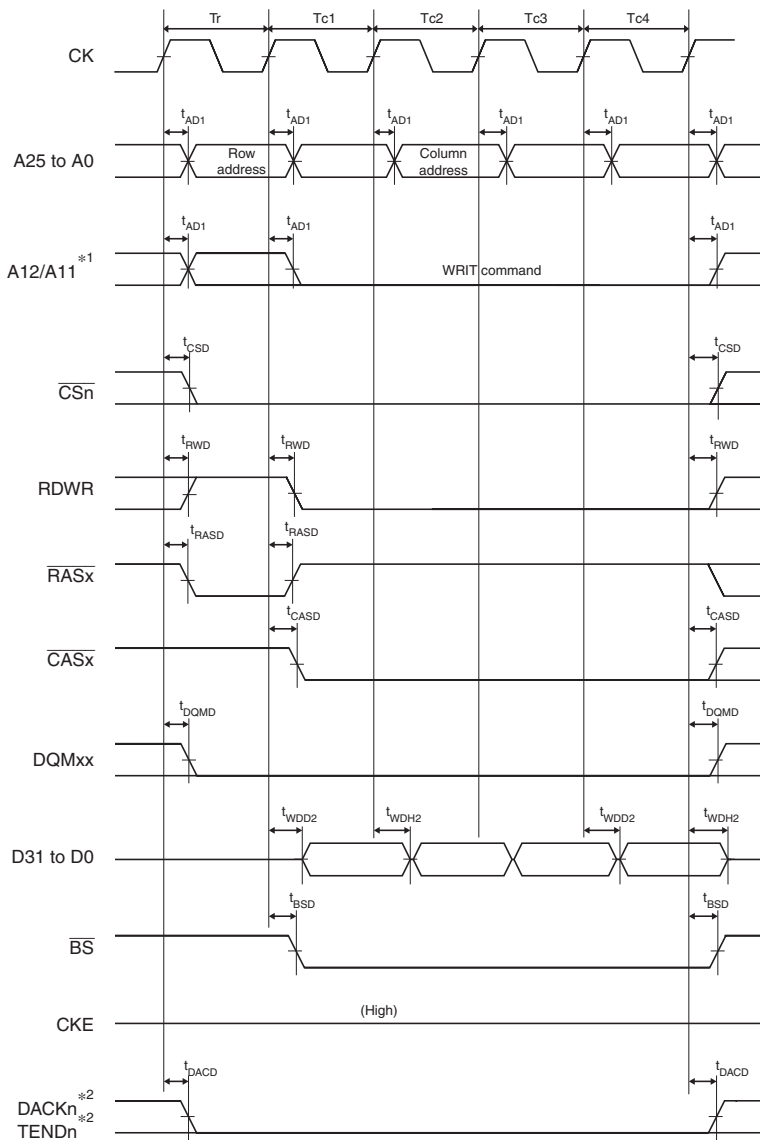 Tr Tc1 Tc2 Tc3 Tc4
CK
tAD1 tAD1 tAD1 tAD1 tAD1 tAD1
A25 to A0
Row address
Column address
tAD1 tAD1 tAD1
A12/A11*1
WRIT command
tCSD tCSD
CSn
tRWD tRWD tRWD
RDWR
tRASD tRASD
RASx
tCASD tCASD
CASx
tDQMD tDQMD
DQMxx
tWDD2 tWDH2 tWDD2 tWDH2
D31 to D0
tBSD tBSD
BS
(High)
CKE
tDACD tDACD
DACKn*2
TENDn*2